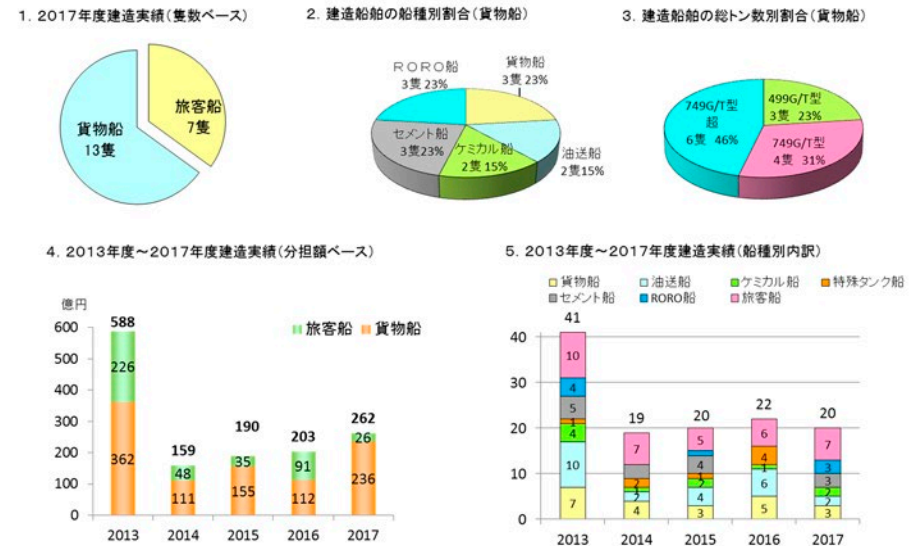 1. 2017年度建造実績(隻数ベース)
貨物船
13隻
旅客船
7隻
2. 建造船舶の船種別割合(貨物船)
RORO船
3隻 23%
貨物船
3隻 23%
セメント船
3隻23%
ケミカル船
2隻 15%
油送船
2隻15%
3. 建造船舶の総トン数別割合(貨物船)
749G/T型
超
6隻 46%
499G/T型
3隻 23%
749G/T型
4隻 31%
4. 2013年度~2017年度建造実績(分担額ベース)
億円
旅客船 貨物船
600
500
400
300
200
100
0
588
226
362
159
48
111
190
35
155
203
91
112
262
26
236
2013 2014 2015 2016 2017
5. 2013年度~2017年度建造実績(船種別内訳)
貨物船 油送船 ケミカル船 特殊タンク船
セメント船 RORO船 旅客船
40
30
20
10
0
41
10
4
5
1
4
10
7
19
7
2
1
2
4
20
5
4
1
2
4
3
22
6
4
1
6
5
20
7
3
3
2
2
3
2013 2014 2015 2016 2017